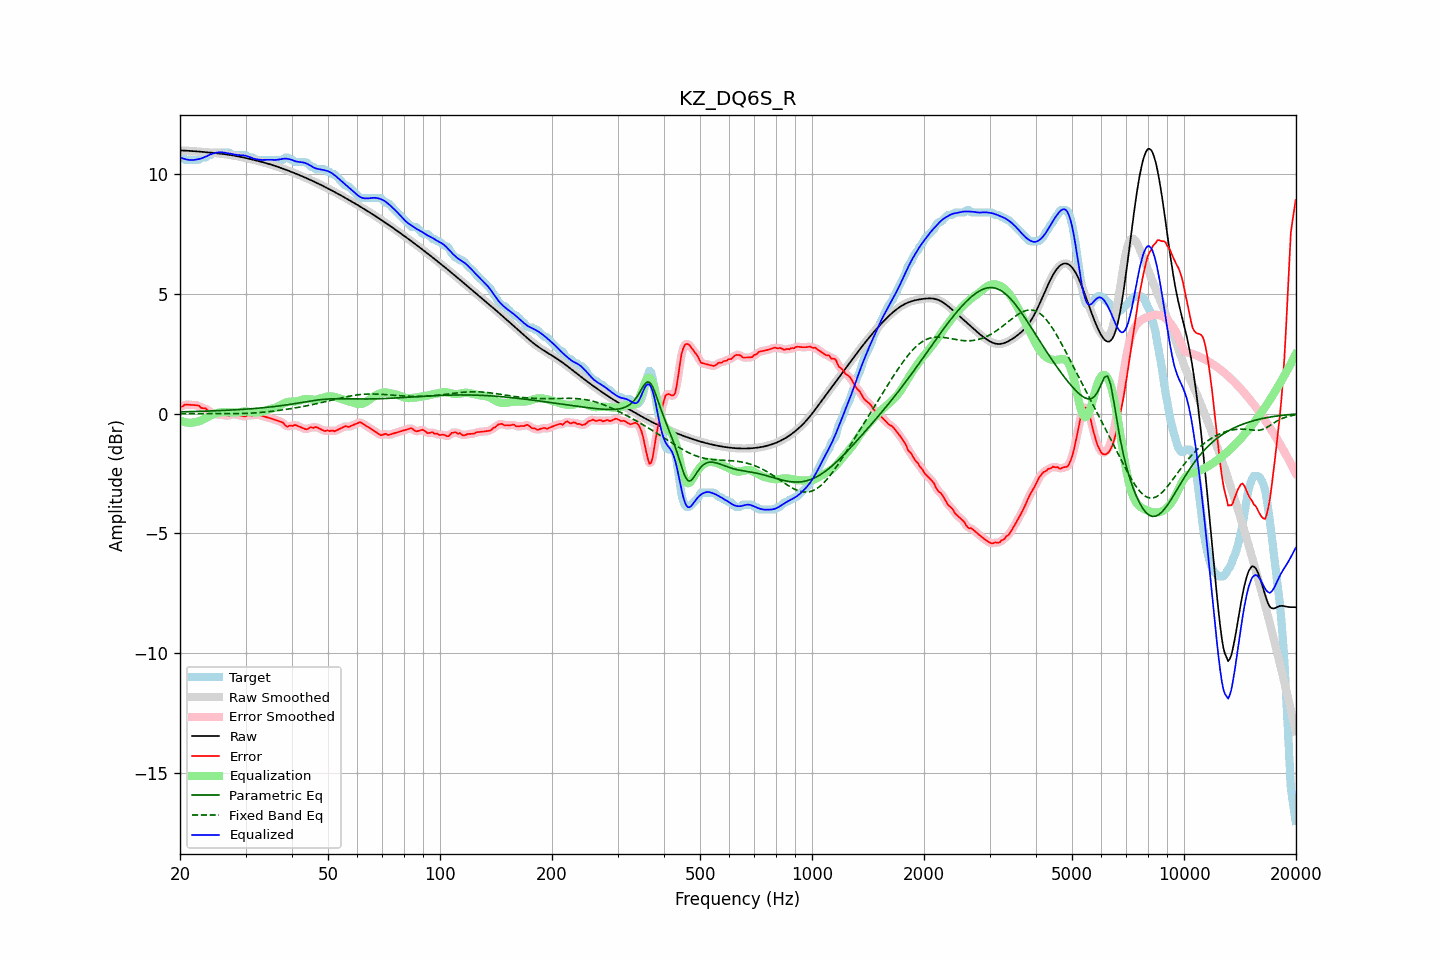 KZ_DQ6S_R
Amplitude (dBr)
10
5
0
−5
−10
−15
Target
Raw Smoothed
Error Smoothed
Raw
Error
Equalization
Parametric Eq
Fixed Band Eq
Equalized
20 50 100 200 500 1000 2000 5000 10000 20000
Frequency (Hz)